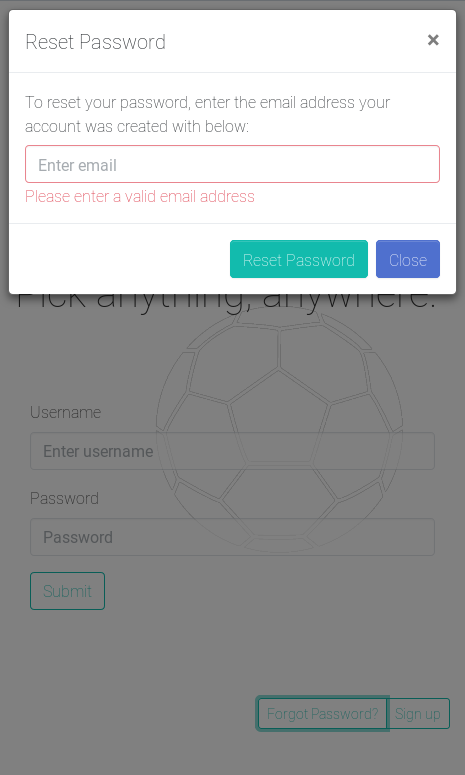 Reset Password
×
To reset your password, enter the email address your
account was created with below:
Enter email
Please enter a valid email address
Reset Password Close
Pick anything, anywhere.
Username
Enter username
Password
Password
Submit
Forgot Password? Sign up